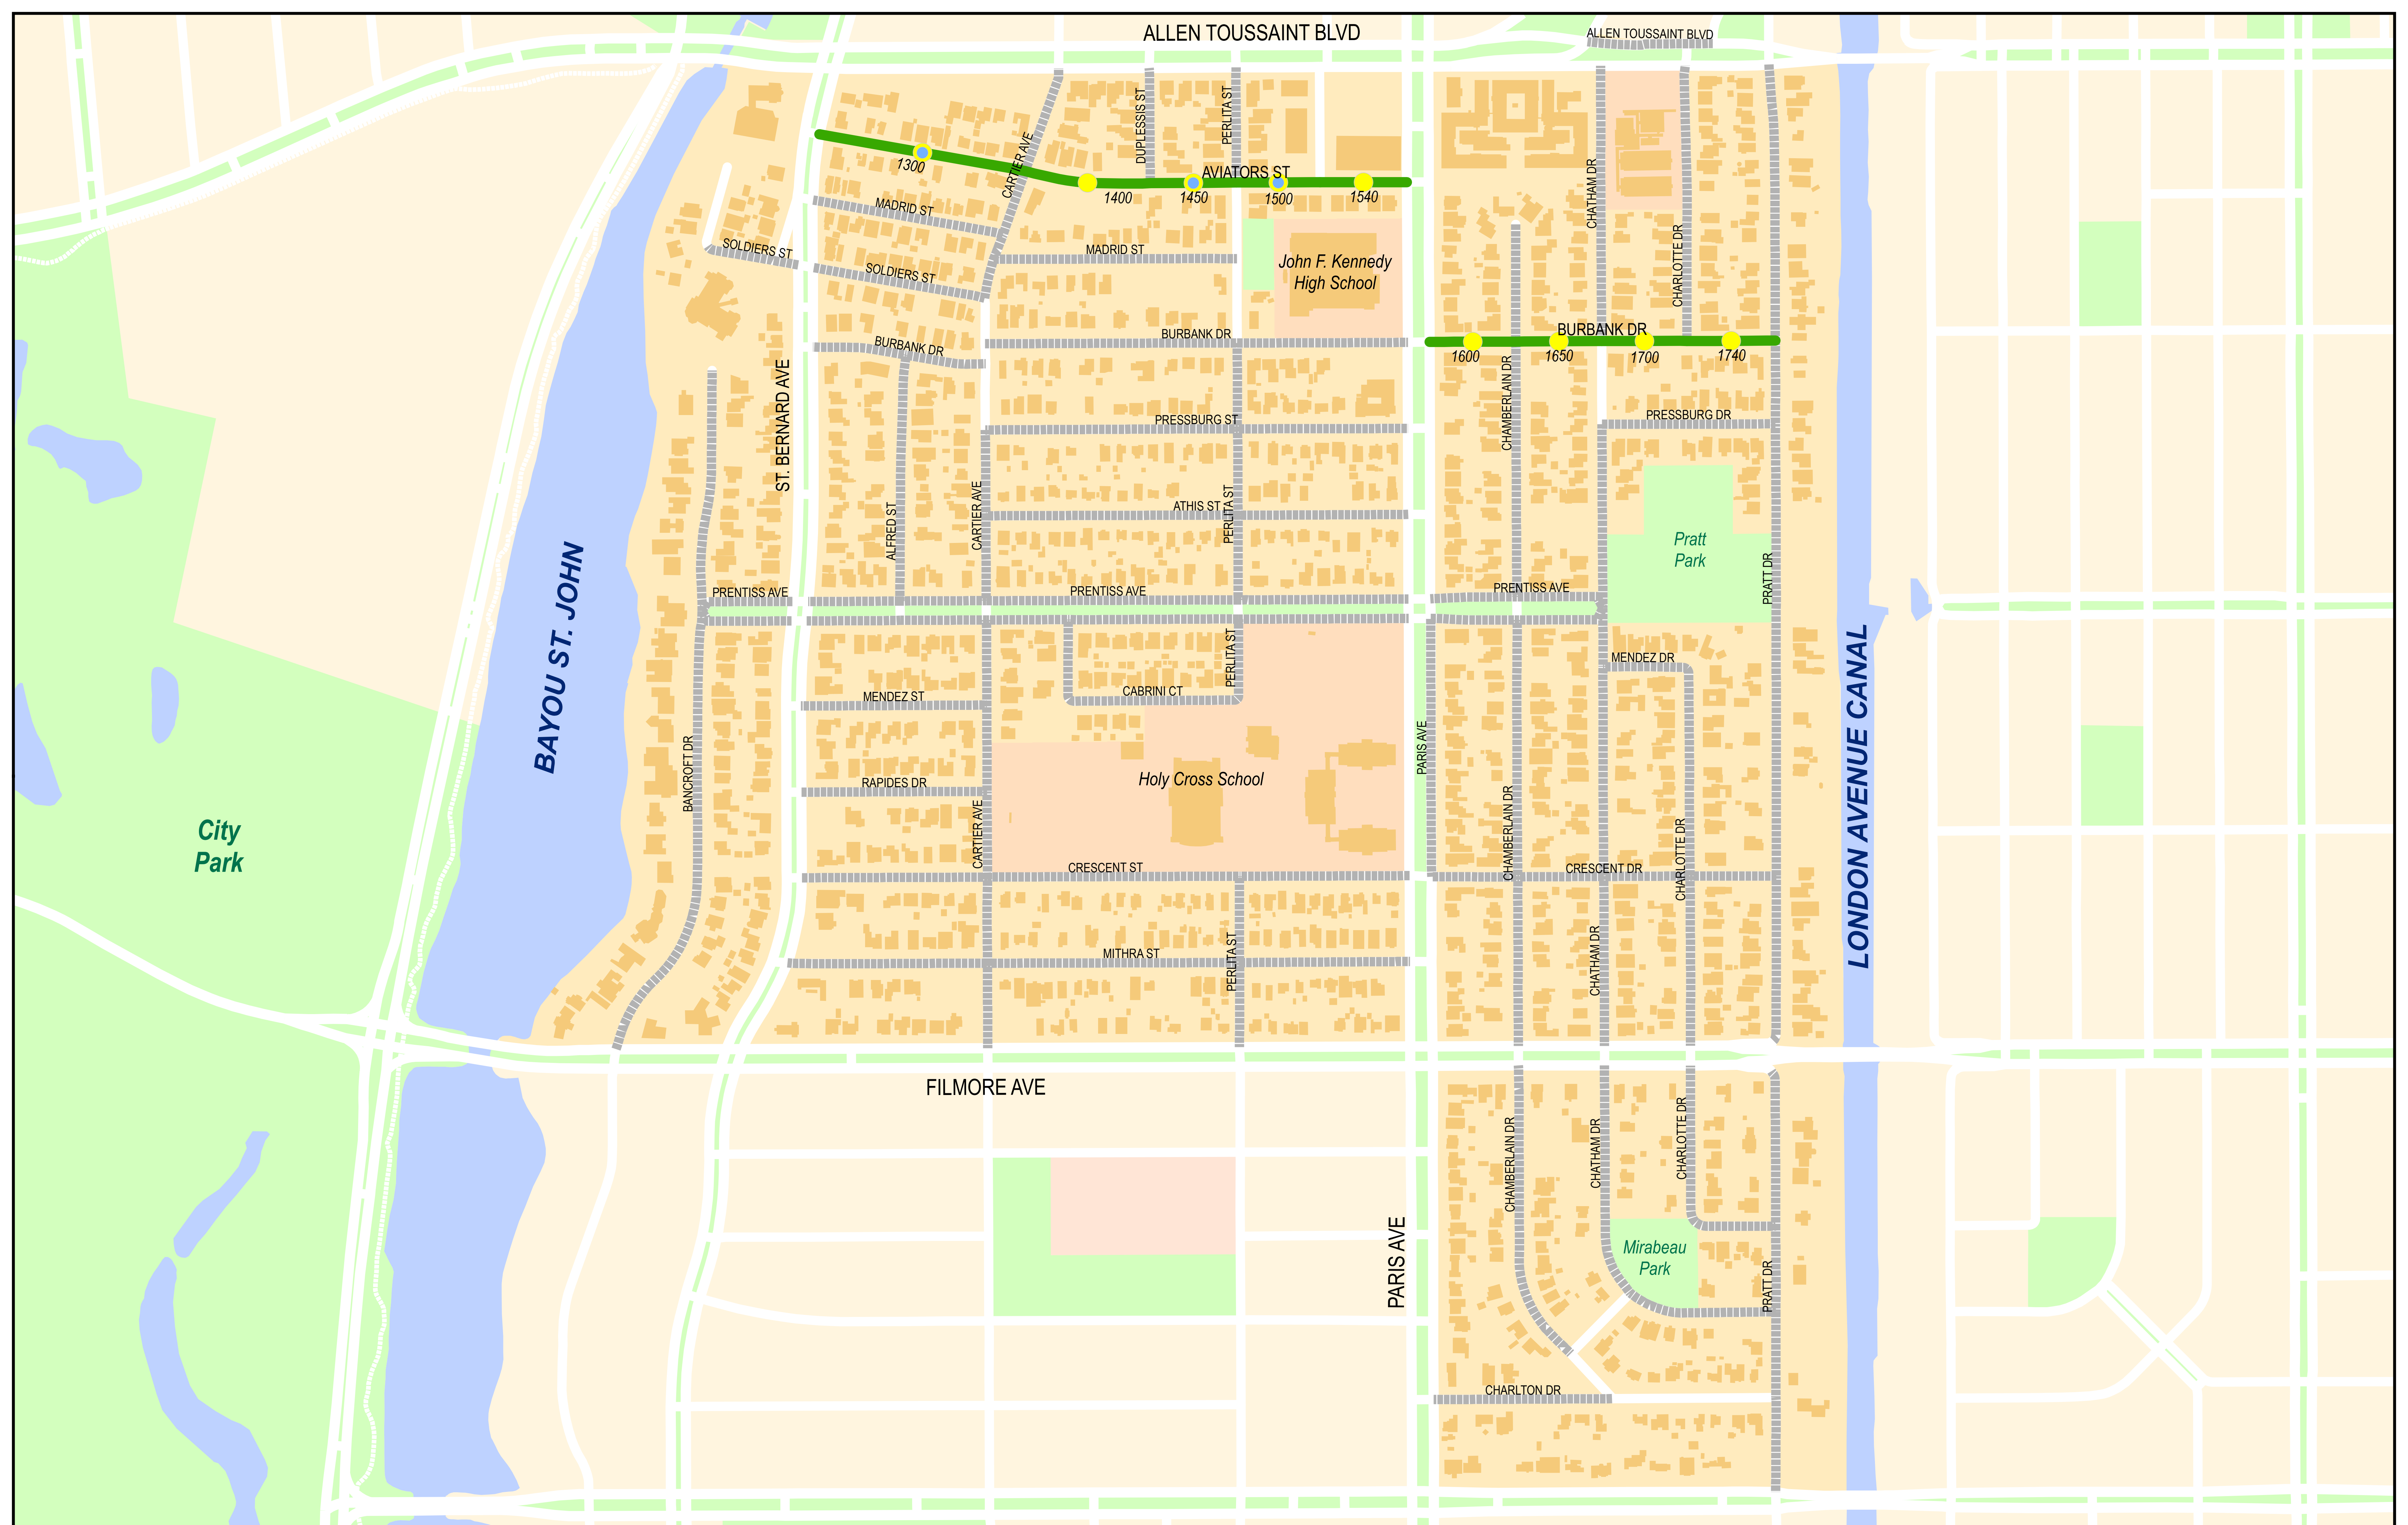 ALLEN TOUSSAINT BLVD
ALLEN TOUSSAINT BLVD
DUPLESSIS ST
PERLITA ST
CARTIER AVE
1300
AVIATORS ST
1400
1450
1500
1540
CHATHAM DR
CHARLOTTE DR
MADRID ST
SOLDIERS ST
SOLDIERS ST
MADRID ST
John F. Kennedy
High School
BURBANK DR
BURBANK DR
BURBANK DR
1600
1650
1700
1740
ST. BERNARD AVE
CHAMBERLAIN DR
PRESSBURG ST
PRESSBURG DR
ALFRED ST
CARTIER AVE
ATHIS ST
PERLITA ST
Pratt
Park
PRATT DR
BAYOU ST. JOHN
PRENTISS AVE
PRENTISS AVE
PRENTISS AVE
PERLITA ST
MENDEZ DR
LONDON AVENUE CANAL
MENDEZ ST
CABRINI CT
BANCROFT DR
PARIS AVE
RAPIDES DR
Holy Cross School
CARTIER AVE
CHAMBERLAIN DR
CHARLOTTE DR
City
Park
CRESCENT ST
CRESCENT DR
MITHRA ST
PERLITA ST
CHATHAM DR
FILMORE AVE
CHAMBERLAIN DR
CHATHAM DR
CHARLOTTE DR
PARIS AVE
Mirabeau
Park
PRATT DR
CHARLTON DR